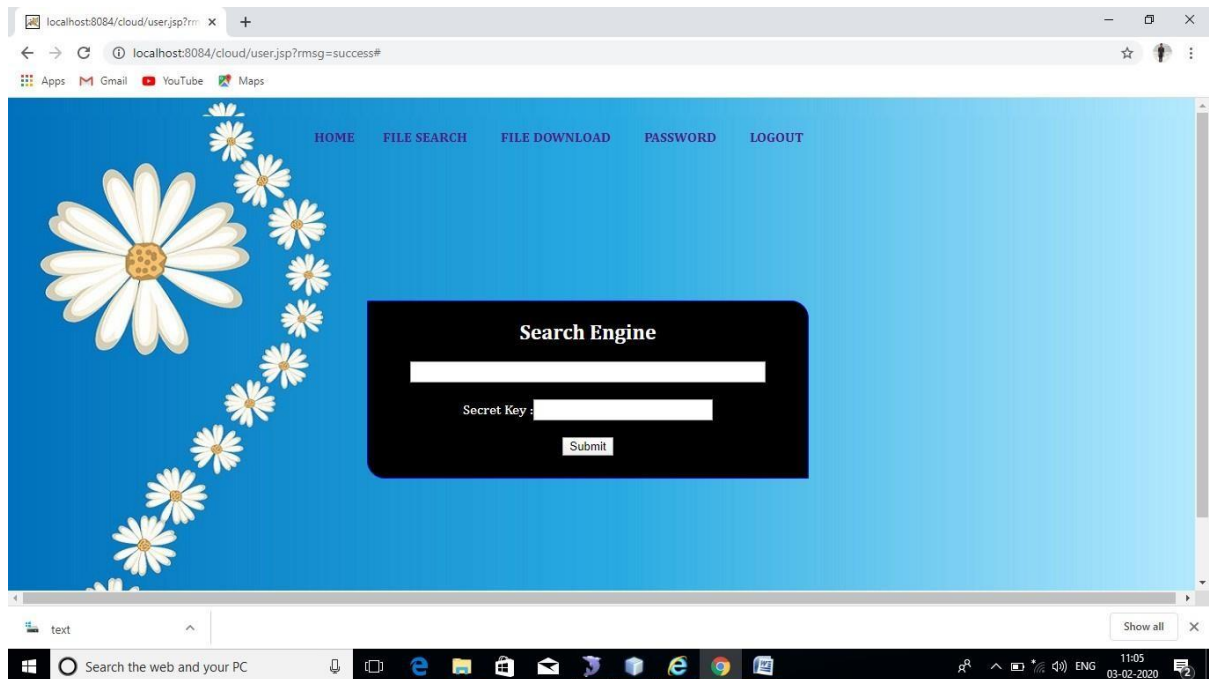 localhost:8084/cloud/user.jsp?rm
localhost:8084/cloud/user.jsp?rmsg=success#
Apps Gmail YouTube Maps
HOME FILE SEARCH FILE DOWNLOAD PASSWORD LOGOUT
Search Engine
Secret Key :
Submit
text
Show all
Search the web and your PC
ENG
11:05
03-02-2020
2